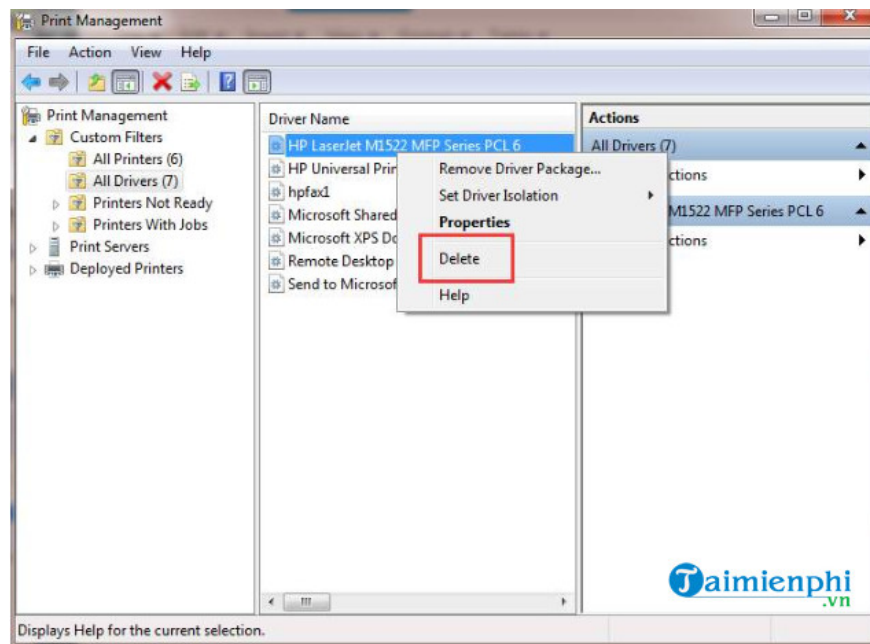 Print Management
File Action View Help
Print Management
Custom Filters
All Printers (6)
All Drivers (7)
Printers Not Ready
Printers With Jobs
Print Servers
Deployed Printers
Driver Name
HP LaserJet M1522 MFP Series PCL 6
HP Universal Prin
hpfax1
Microsoft Shared
Microsoft XPS Do
Remote Desktop
Send to Microsof
Remove Driver Package...
Set Driver Isolation
Properties
Delete
Help
Actions
All Drivers (7)
ctions
M1522 MFP Series PCL 6
ctions
Taimienphi
.vn
Displays Help for the current selection.